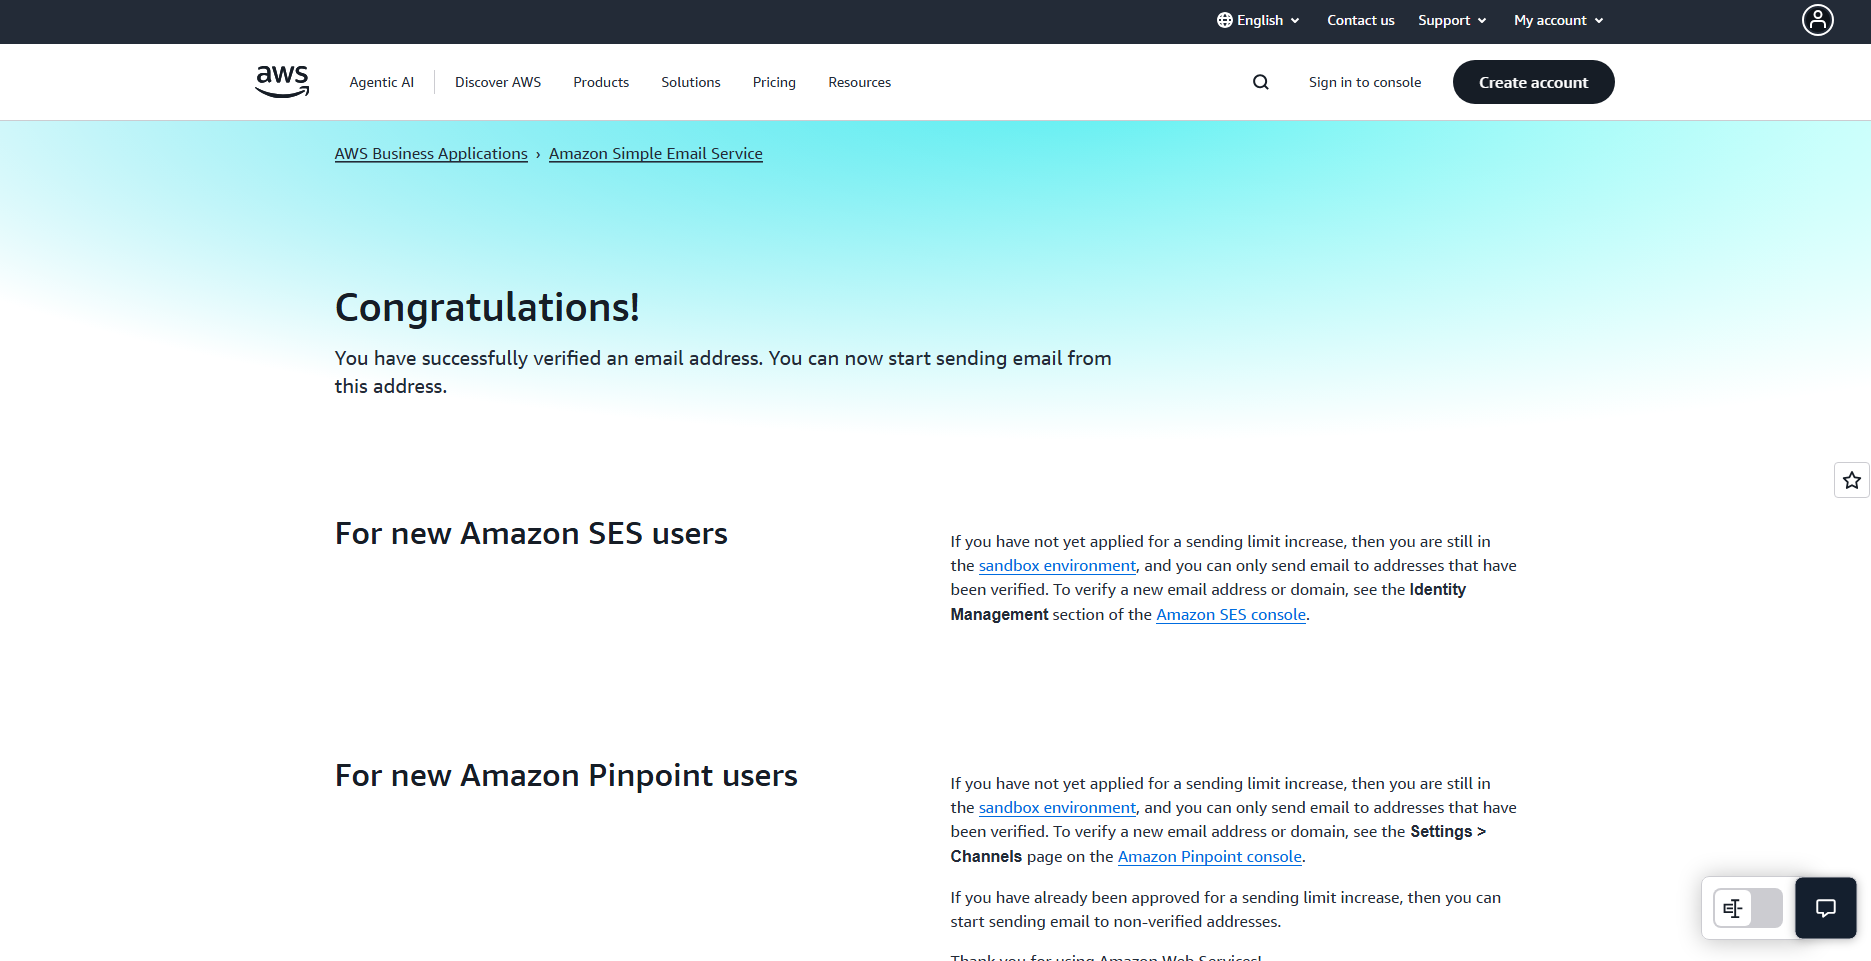 English
Contact us
Support
My account
aws
Agentic AI
Discover AWS
Products
Solutions
Pricing
Resources
Sign in to console
Create account
AWS Business Applications › Amazon Simple Email Service
Congratulations!
You have successfully verified an email address. You can now start sending email from
this address.
For new Amazon SES users
If you have not yet applied for a sending limit increase, then you are still in
the sandbox environment, and you can only send email to addresses that have
been verified. To verify a new email address or domain, see the Identity
Management section of the Amazon SES console.
For new Amazon Pinpoint users
If you have not yet applied for a sending limit increase, then you are still in
the sandbox environment, and you can only send email to addresses that have
been verified. To verify a new email address or domain, see the Settings >
Channels page on the Amazon Pinpoint console.
If you have already been approved for a sending limit increase, then you can
start sending email to non-verified addresses.
Thank you for using Amazon Web Services!